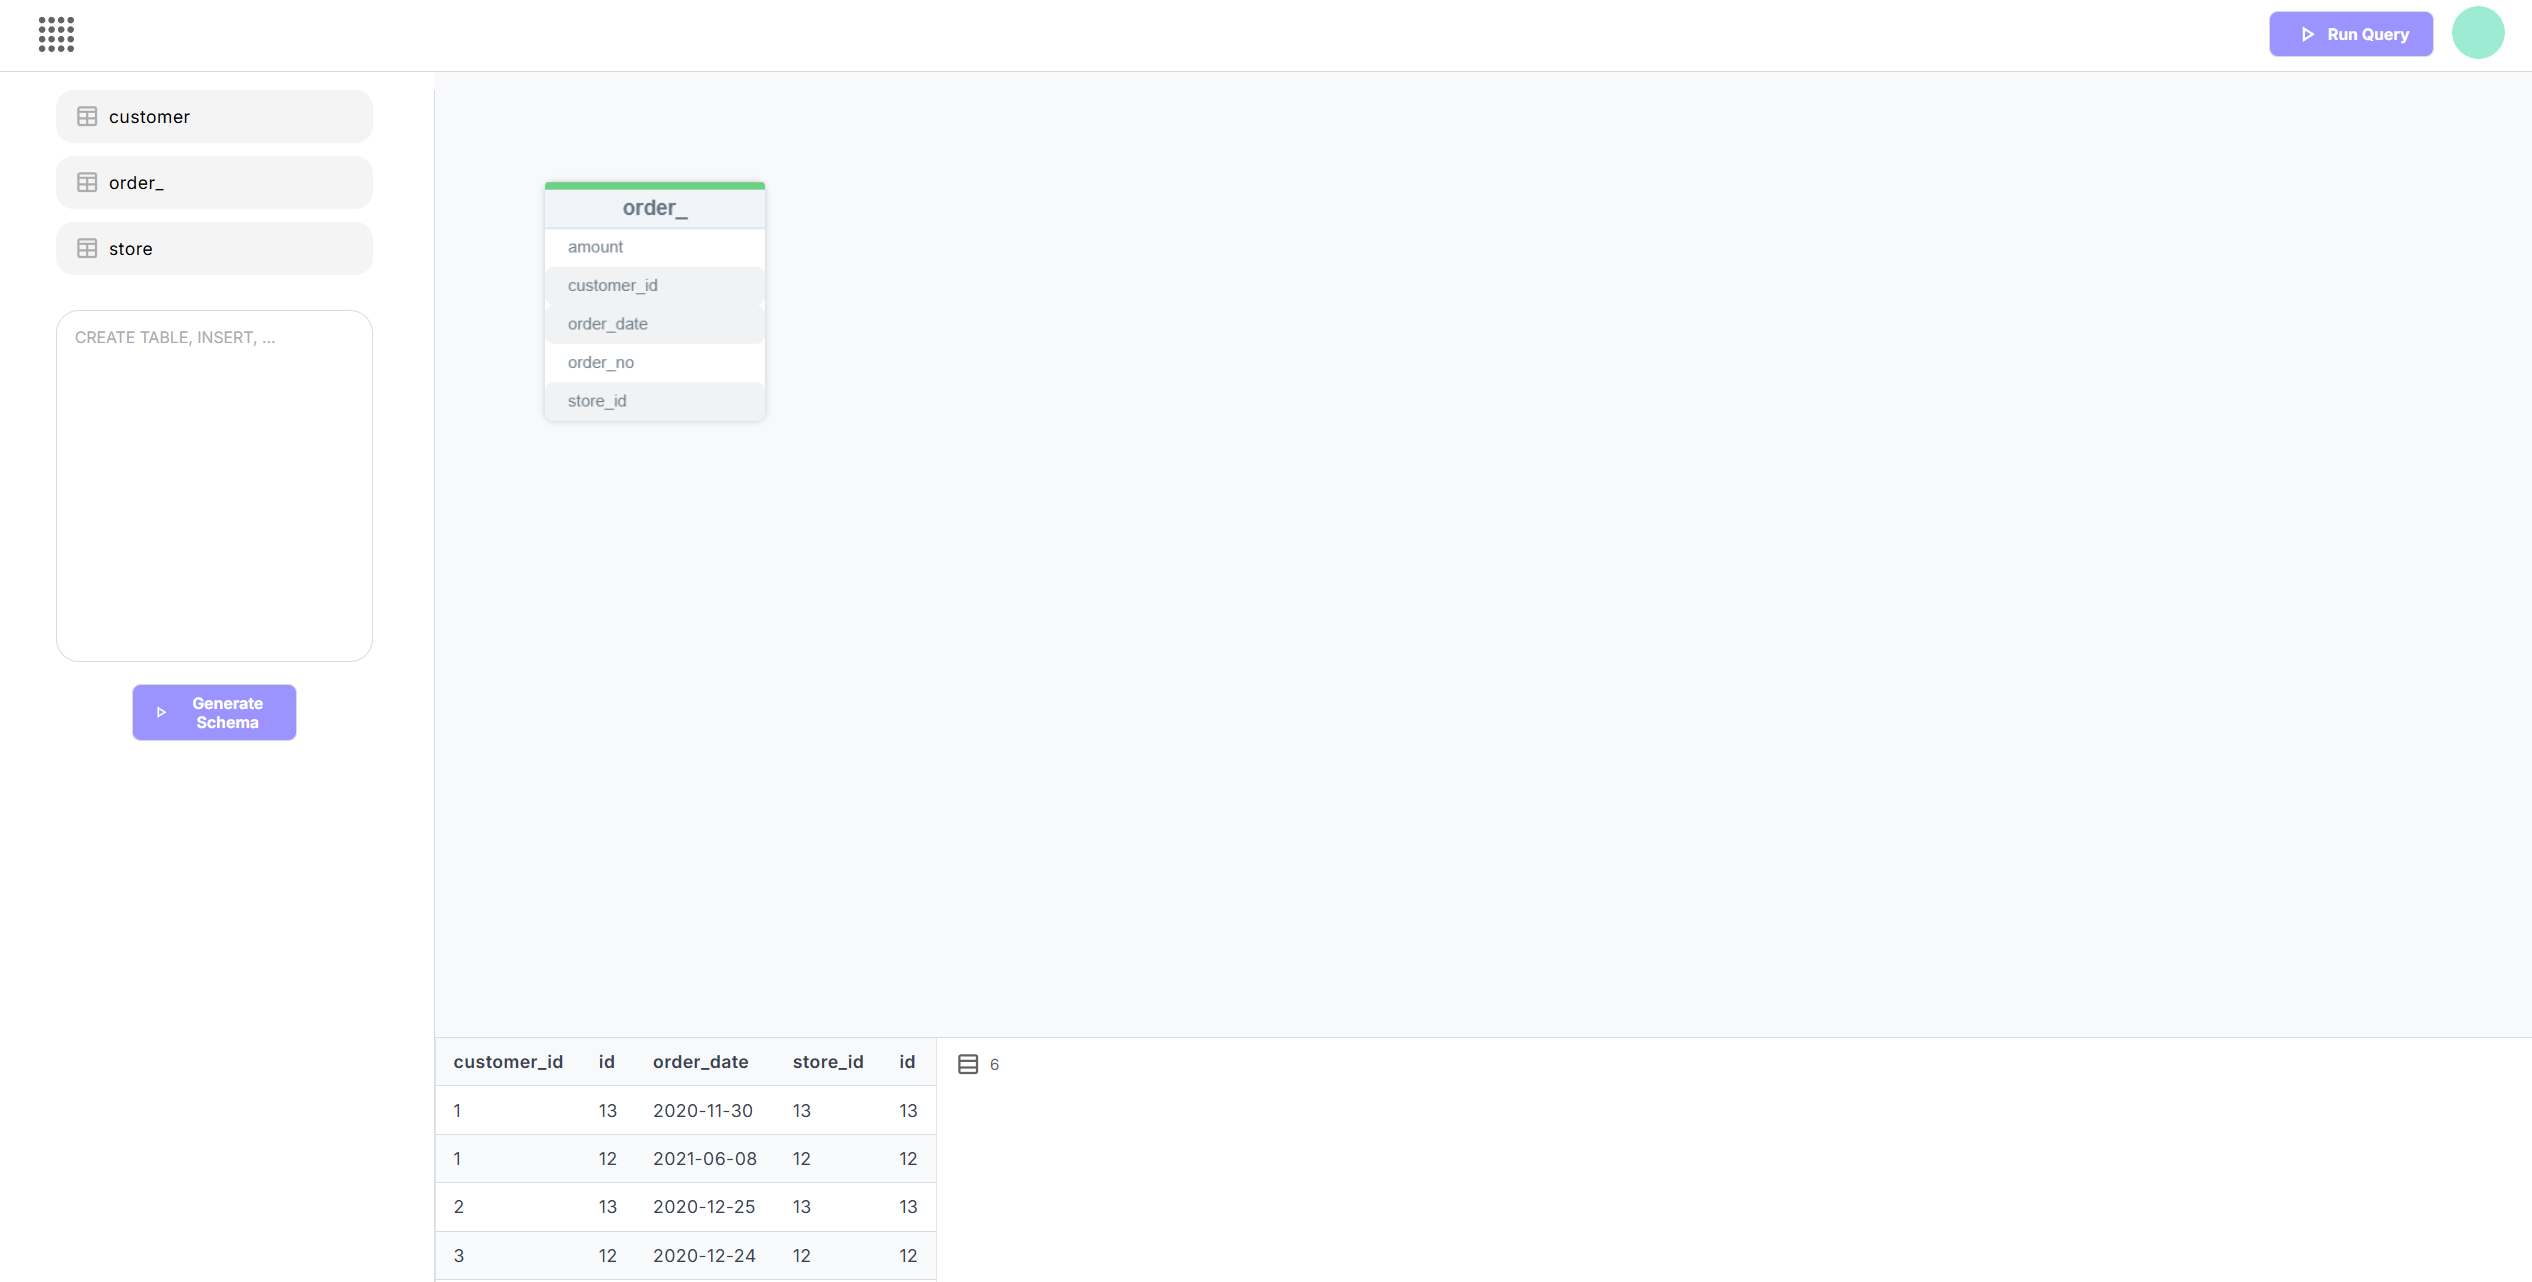 Run Query
customer
order_
store
CREATE TABLE, INSERT, ...
Generate
Schema
order_
amount
customer_id
order_date
order_no
store_id
customer_id id order_date store_id id
1 13 2020-11-30 13 13
1 12 2021-06-08 12 12
2 13 2020-12-25 13 13
3 12 2020-12-24 12 12
6